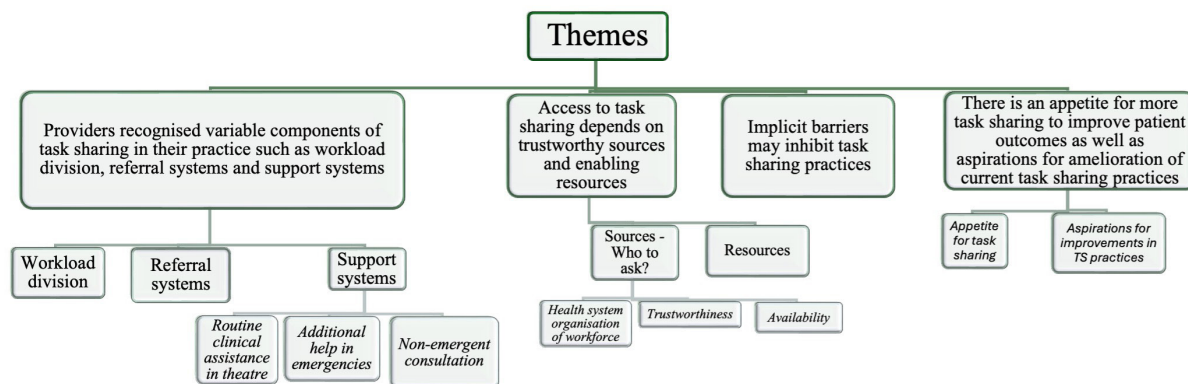 Themes
Providers recognised variable components of
task sharing in their practice such as workload
division, referral systems and support systems
Access to task
sharing depends on
trustworthy sources
and enabling
resources
Implicit barriers
may inhibit task
sharing practices
There is an appetite for more
task sharing to improve patient
outcomes as well as
aspirations for amelioration of
current task sharing practices
Workload
division
Referral
systems
Support
systems
Sources -
Who to
ask?
Resources
Appetite
for task
sharing
Aspirations for
improvements in
TS practices
Routine
clinical
assistance
in theatre
Additional
help in
emergencies
Non-emergent
consultation
Health system
organisation
of workforce
Trustworthiness
Availability